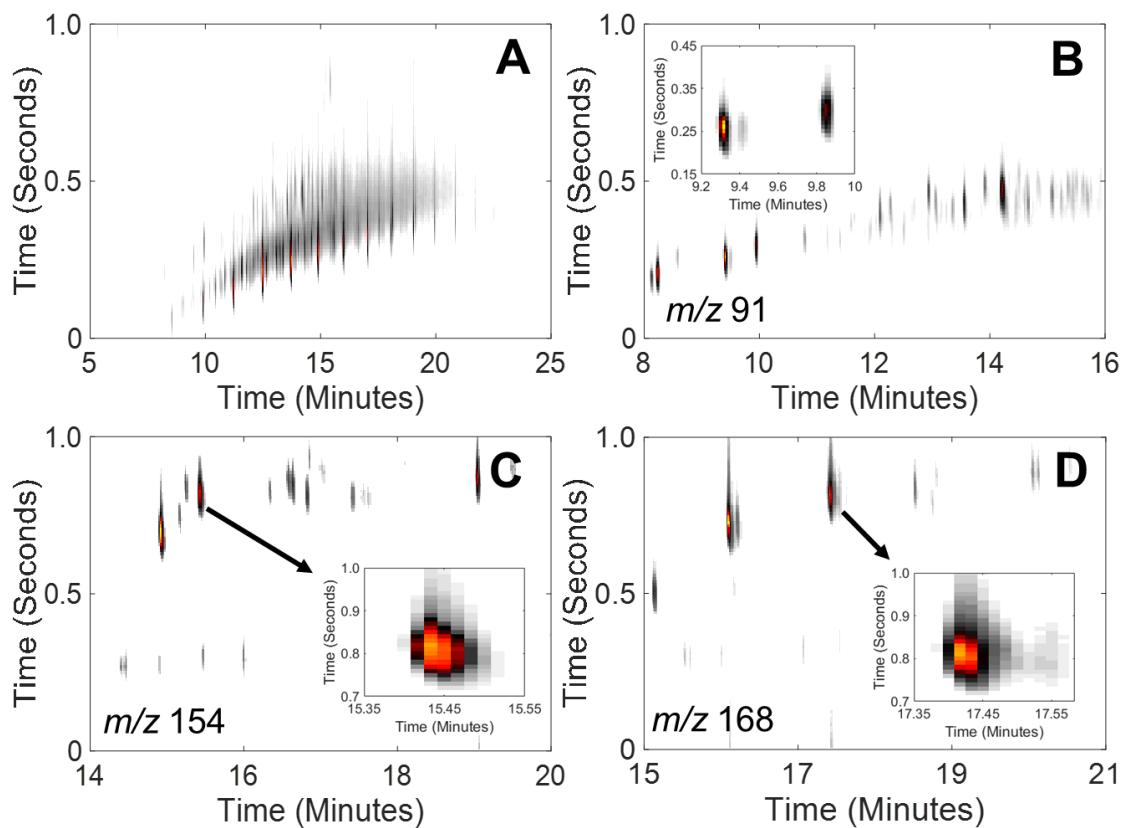 A
1.0
0.5
0
Time (Seconds)
5
10
15
20
25
Time (Minutes)
B
1.0
0.5
0
Time (Seconds)
8
10
12
14
16
Time (Minutes)
m/z 91
0.45
0.35
0.25
0.15
Time (Seconds)
9.2
9.4
9.6
9.8
10
Time (Minutes)
C
1.0
0.5
0
Time (Seconds)
14
16
18
20
Time (Minutes)
m/z 154
1.0
0.9
0.8
0.7
Time (Seconds)
15.35
15.45
15.55
Time (Minutes)
D
1.0
0.5
0
Time (Seconds)
15
17
19
21
Time (Minutes)
m/z 168
1.0
0.9
0.8
0.7
Time (Seconds)
17.35
17.45
17.55
Time (Minutes)